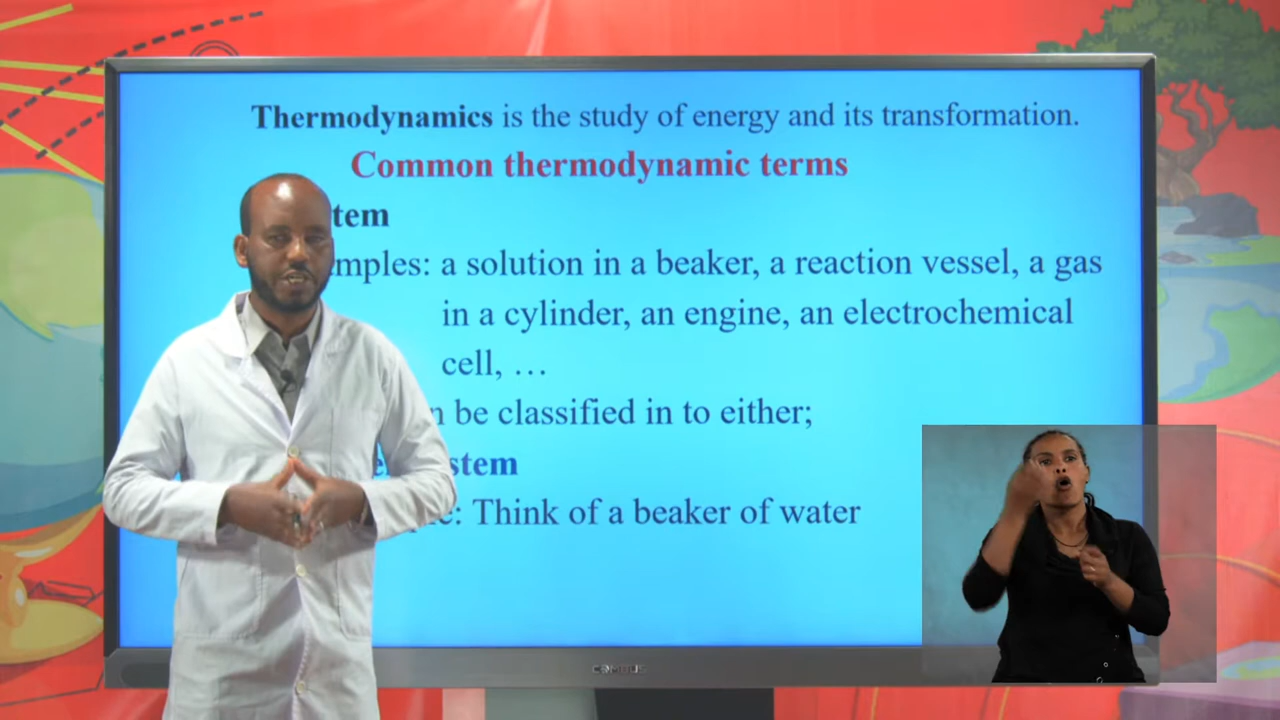 Thermodynamics is the study of energy and its transformation.
Common thermodynamic terms
tem
mples: a solution in a beaker, a reaction vessel, a gas
in a cylinder, an engine, an electrochemical
cell, …
n be classified in to either;
stem
e: Think of a beaker of water